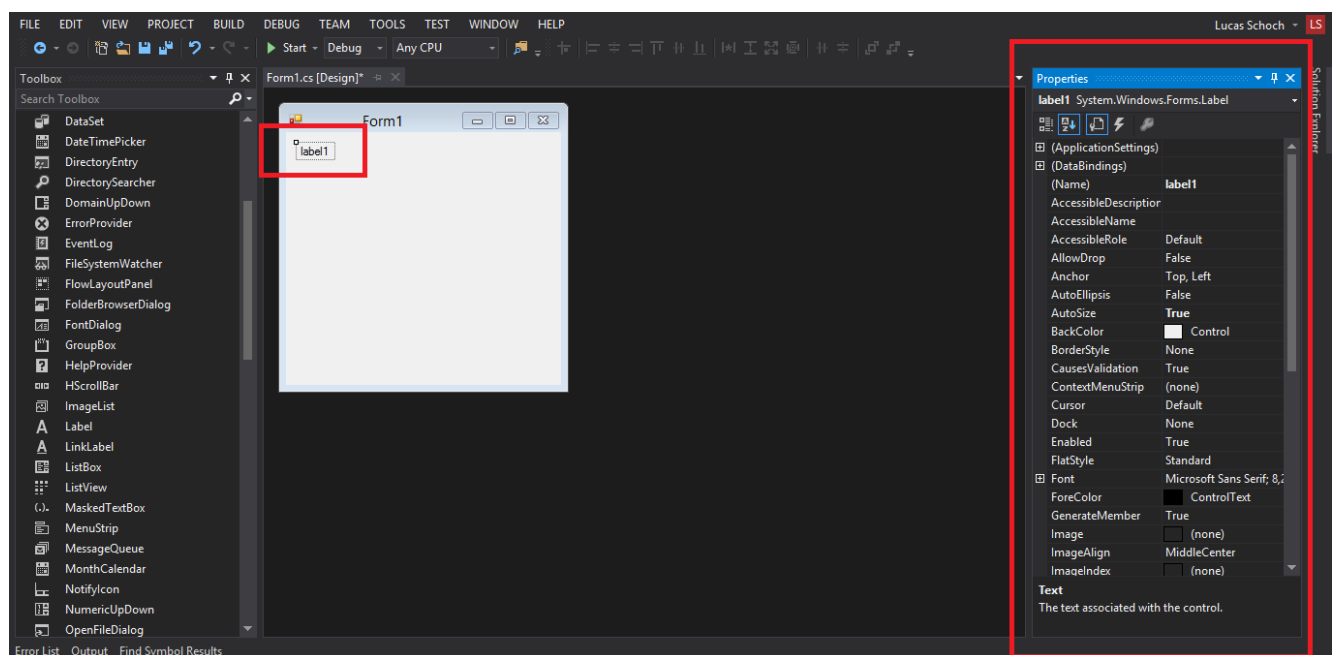 FILE EDIT VIEW PROJECT BUILD DEBUG TEAM TOOLS TEST WINDOW HELP Lucas Schoch LS
Start Debug Any CPU
Toolbox
Search Toolbox
DataSet
DateTimePicker
DirectoryEntry
DirectorySearcher
DomainUpDown
ErrorProvider
EventLog
FileSystemWatcher
FlowLayoutPanel
FolderBrowserDialog
FontDialog
GroupBox
HelpProvider
HScrollBar
ImageList
Label
LinkLabel
ListBox
ListView
MaskedTextBox
MenuStrip
MessageQueue
MonthCalendar
NotifyIcon
NumericUpDown
OpenFileDialog
Form1.cs [Design]*
Form1
label1
Properties
label1 System.Windows.Forms.Label
(ApplicationSettings)
(DataBindings)
(Name) label1
AccessibleDescription
AccessibleName
AccessibleRole Default
AllowDrop False
Anchor Top, Left
AutoEllipsis False
AutoSize True
BackColor Control
BorderStyle None
CausesValidation True
ContextMenuStrip (none)
Cursor Default
Dock None
Enabled True
FlatStyle Standard
Font Microsoft Sans Serif; 8,2
ForeColor ControlText
GenerateMember True
Image (none)
ImageAlign MiddleCenter
ImageIndex (none)
Text
The text associated with the control.
Solution Explorer
Error List Output Find Symbol Results